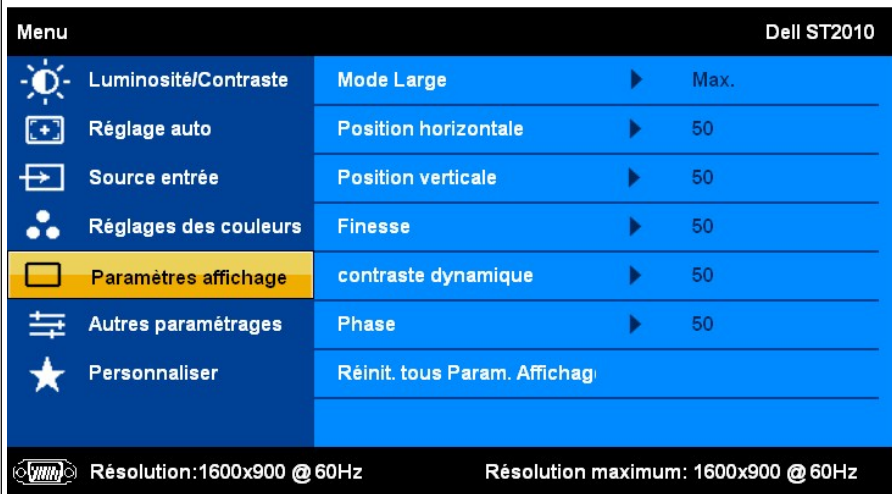 Menu Dell ST2010
Luminosité/Contraste Mode Large Max.
Réglage auto Position horizontale 50
Source entrée Position verticale 50
Réglages des couleurs Finesse 50
Paramètres affichage contraste dynamique 50
Autres paramétrages Phase 50
Personnaliser Réinit. tous Param. Affichag
Résolution:1600x900 @60Hz Résolution maximum: 1600x900 @60Hz